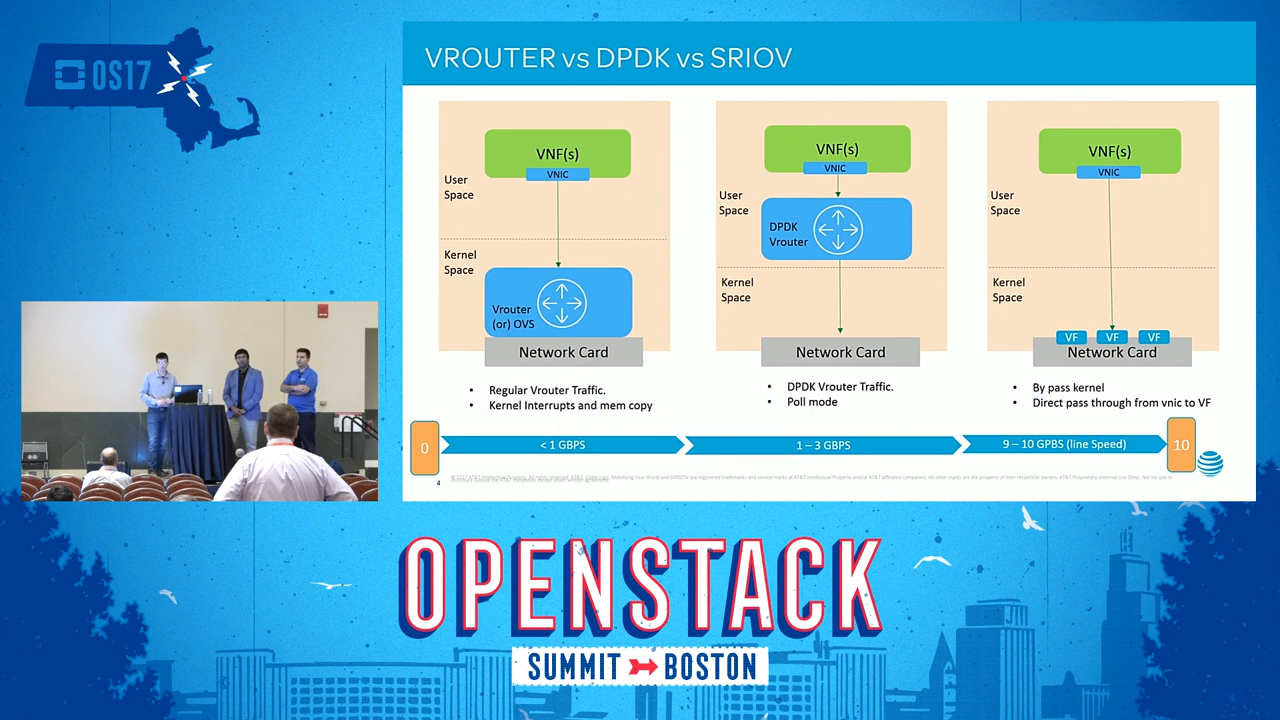 OS17
VROUTER vs DPDK vs SRIOV
VNF(s)
VNIC
User
Space
Kernel
Space
Vrouter
(or) OVS
Network Card
• Regular Vrouter Traffic.
• Kernel Interrupts and mem copy
VNF(s)
VNIC
User
Space
DPDK
Vrouter
Kernel
Space
Network Card
• DPDK Vrouter Traffic.
• Poll mode
VNF(s)
VNIC
User
Space
Kernel
Space
VF VF VF
Network Card
• By pass kernel
• Direct pass through from vnic to VF
0 < 1 GBPS 1 – 3 GBPS 9 – 10 GPBS (line Speed) 10
4
OPENSTACK
SUMMIT BOSTON